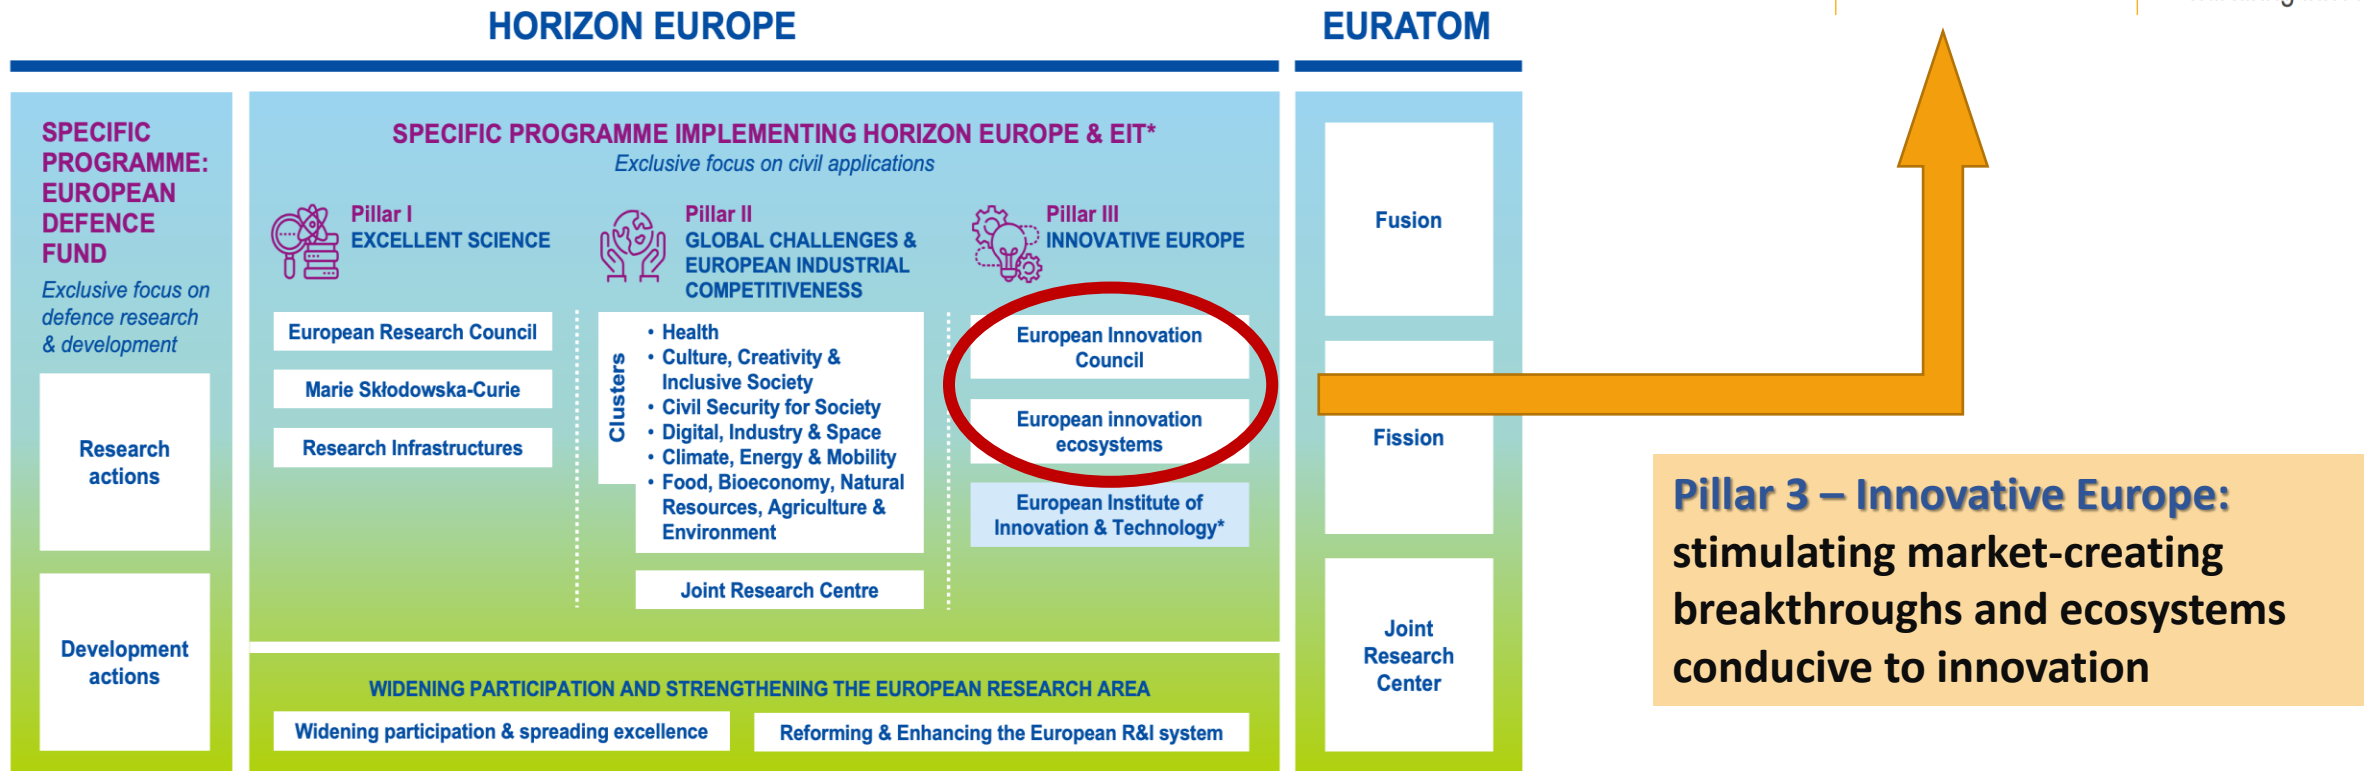 HORIZON EUROPE
EURATOM
SPECIFIC
PROGRAMME:
EUROPEAN
DEFENCE
FUND
Exclusive focus on
defence research
& development
Research
actions
Development
actions
SPECIFIC PROGRAMME IMPLEMENTING HORIZON EUROPE & EIT*
Exclusive focus on civil applications
Pillar I
EXCELLENT SCIENCE
European Research Council
Marie Skłodowska-Curie
Research Infrastructures
Pillar II
GLOBAL CHALLENGES &
EUROPEAN INDUSTRIAL
COMPETITIVENESS
Clusters
• Health
• Culture, Creativity &
Inclusive Society
• Civil Security for Society
• Digital, Industry & Space
• Climate, Energy & Mobility
• Food, Bioeconomy, Natural
Resources, Agriculture &
Environment
Joint Research Centre
Pillar III
INNOVATIVE EUROPE
European Innovation
Council
European innovation
ecosystems
European Institute of
Innovation & Technology*
WIDENING PARTICIPATION AND STRENGTHENING THE EUROPEAN RESEARCH AREA
Widening participation & spreading excellence
Reforming & Enhancing the European R&I system
Fusion
Fission
Joint
Research
Center
Pillar 3 – Innovative Europe:
stimulating market-creating
breakthroughs and ecosystems
conducive to innovation